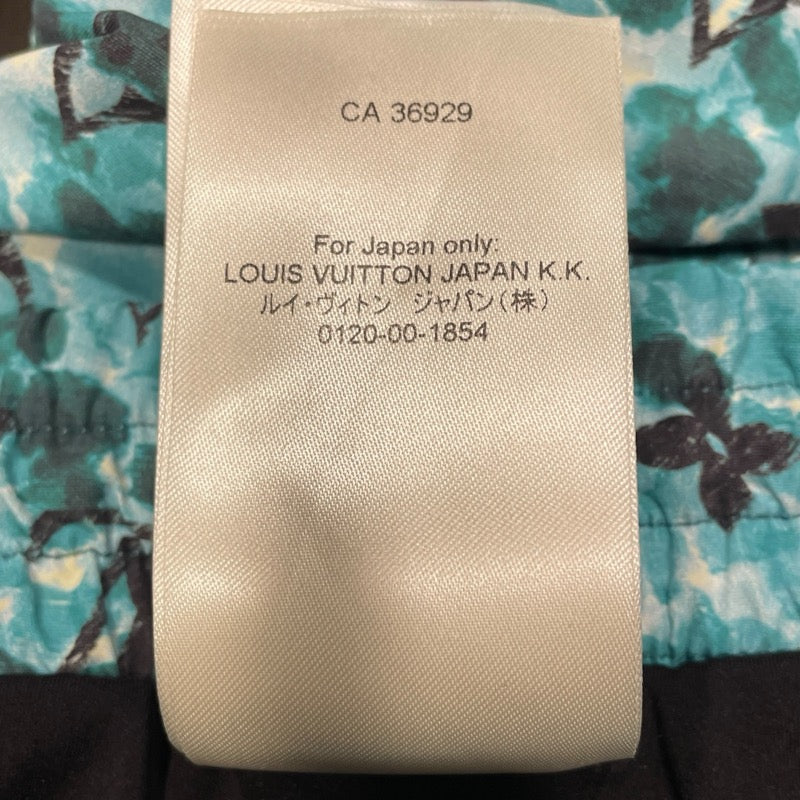 CA 36929
For Japan only:
LOUIS VUITTON JAPAN K.K.
ルイ・ヴィトン ジャパン(株)
0120-00-1854